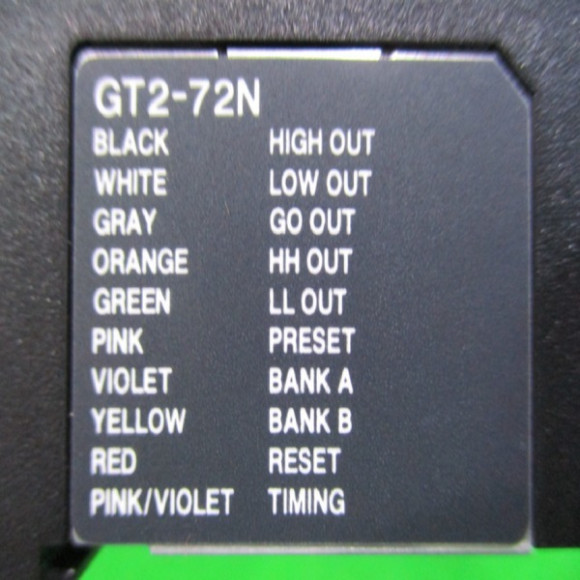 GT2-72N
BLACK HIGH OUT
WHITE LOW OUT
GRAY GO OUT
ORANGE HH OUT
GREEN LL OUT
PINK PRESET
VIOLET BANK A
YELLOW BANK B
RED RESET
PINK/VIOLET TIMING